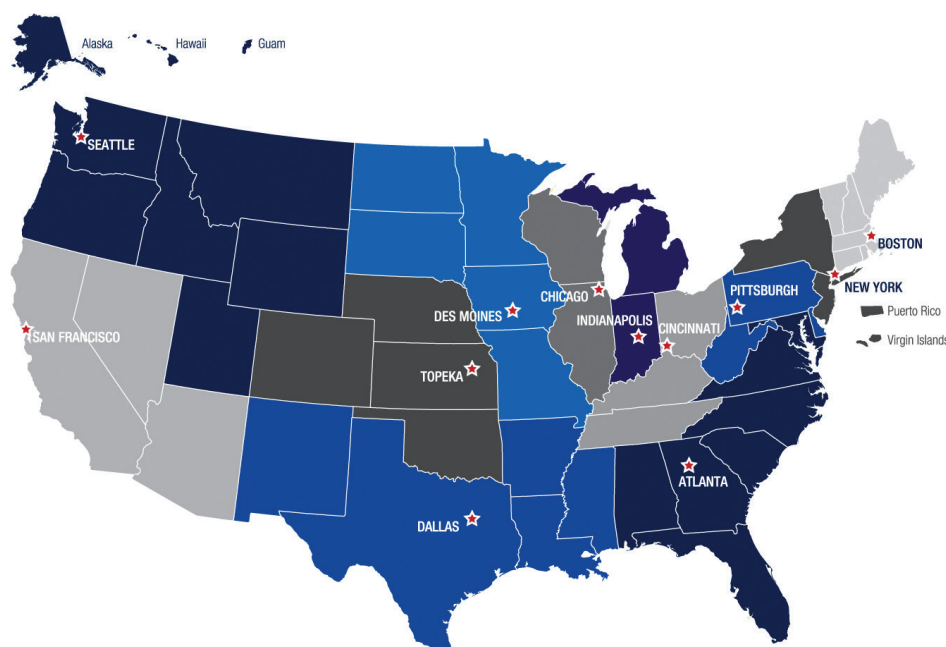 Alaska
Hawaii
Guam
SEATTLE
BOSTON
NEW YORK
PITTSBURGH
CHICAGO
DES MOINES
Puerto Rico
INDIANAPOLIS
CINCINNATI
SAN FRANCISCO
Virgin Islands
TOPEKA
ATLANTA
DALLAS